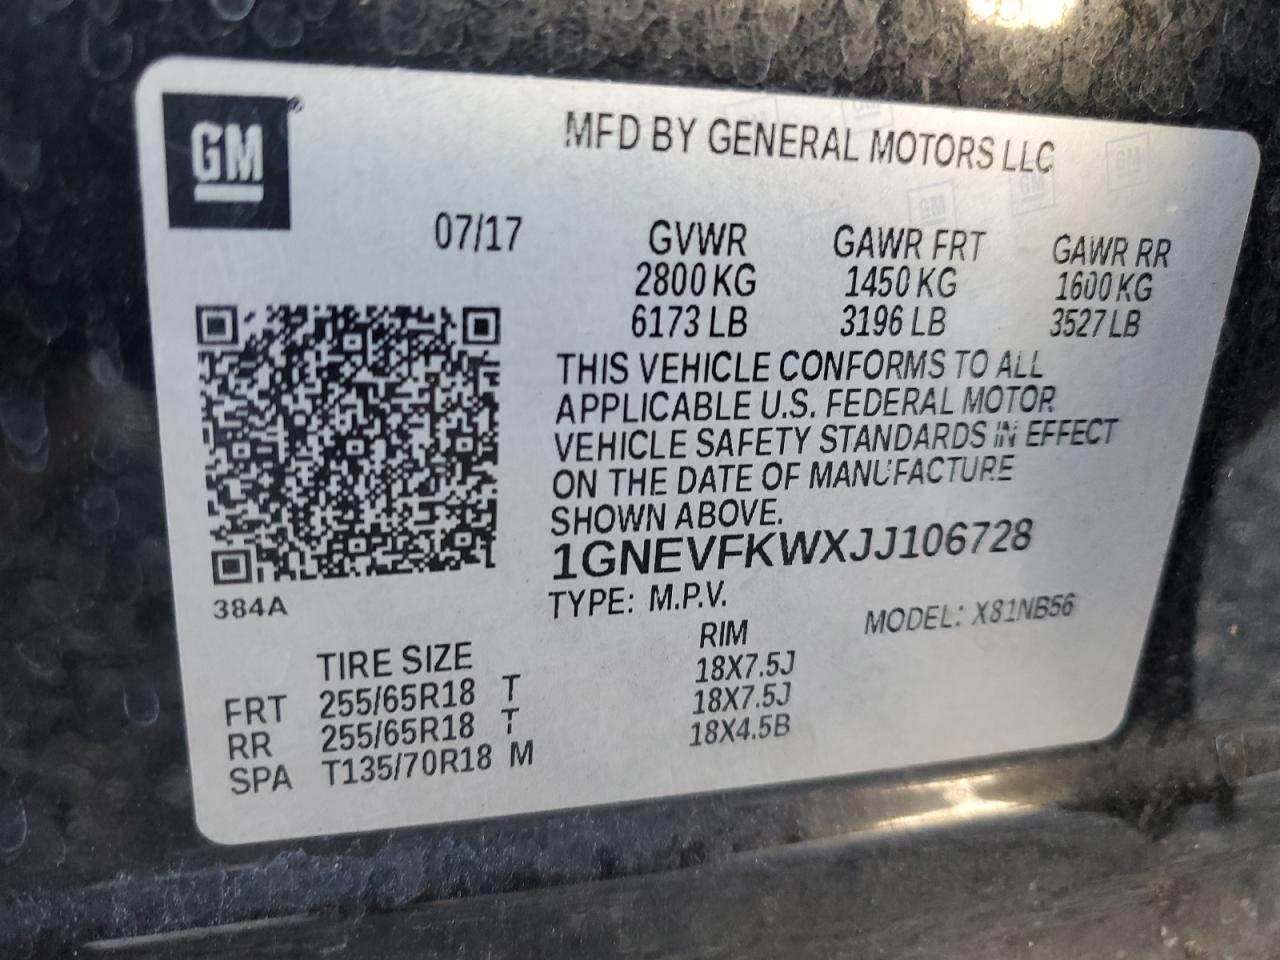 GM
MFD BY GENERAL MOTORS LLC
07/17 GVWR GAWR FRT GAWR RR
2800 KG 1450 KG 1600 KG
6173 LB 3196 LB 3527 LB
THIS VEHICLE CONFORMS TO ALL
APPLICABLE U.S. FEDERAL MOTOR
VEHICLE SAFETY STANDARDS IN EFFECT
ON THE DATE OF MANUFACTURE
SHOWN ABOVE.
1GNEVFKWXJJ106728
384A
TYPE: M.P.V. MODEL: X81NB56
TIRE SIZE RIM
FRT 255/65R18 T 18X7.5J
RR 255/65R18 T 18X7.5J
SPA T135/70R18 M 18X4.5B